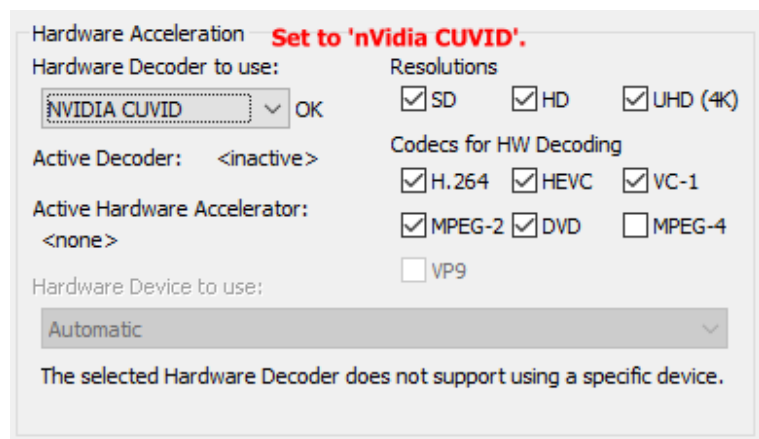 Hardware Acceleration
Set to 'nVidia CUVID'.
Hardware Decoder to use:
NVIDIA CUVID
OK
Active Decoder: <inactive>
Active Hardware Accelerator:
<none>
Resolutions
SD HD UHD (4K)
Codecs for HW Decoding
H.264 HEVC VC-1
MPEG-2 DVD MPEG-4
VP9
Hardware Device to use:
Automatic
The selected Hardware Decoder does not support using a specific device.